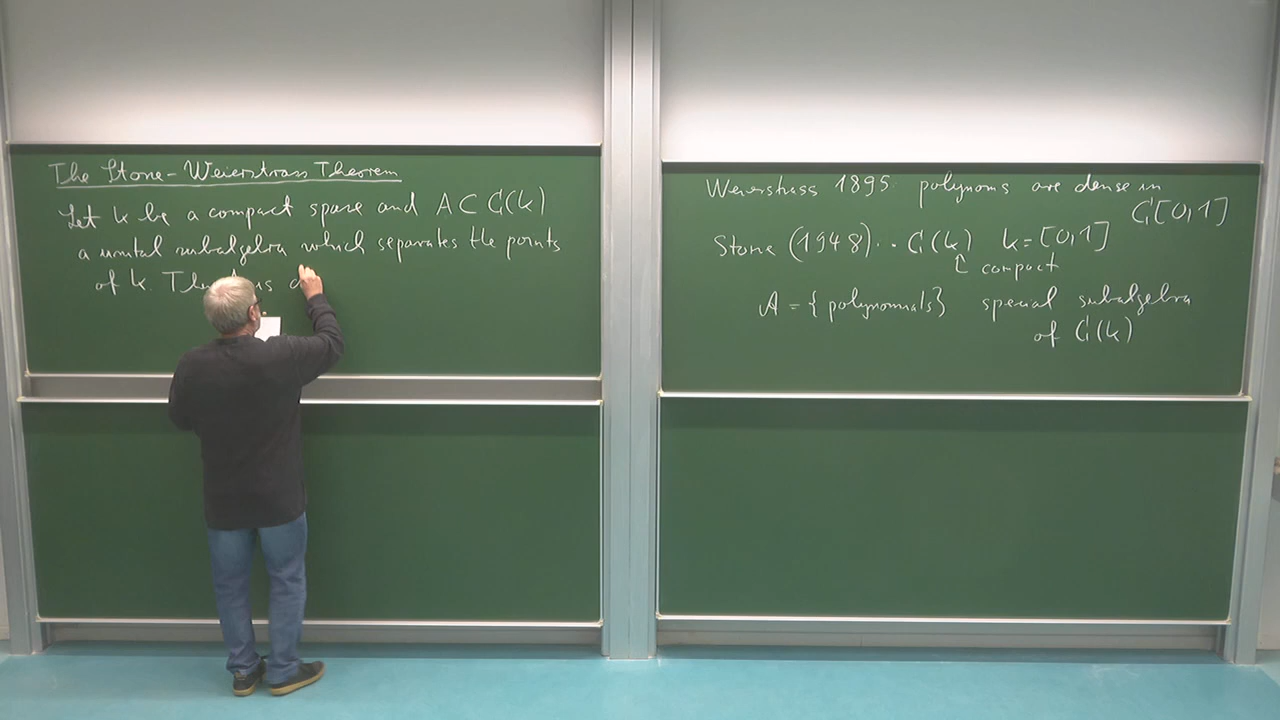 The Stone-Weierstrass Theorem
Let K be a compact space and A ⊂ C(K)
a unital subalgebra which separates the points
of K. Then is
Weierstrass 1895: polynoms are dense in
C[0,1]
Stone (1948).. C(K) K = [0,1]
↑ compact
A = { polynomials } special subalgebra
of C(K)